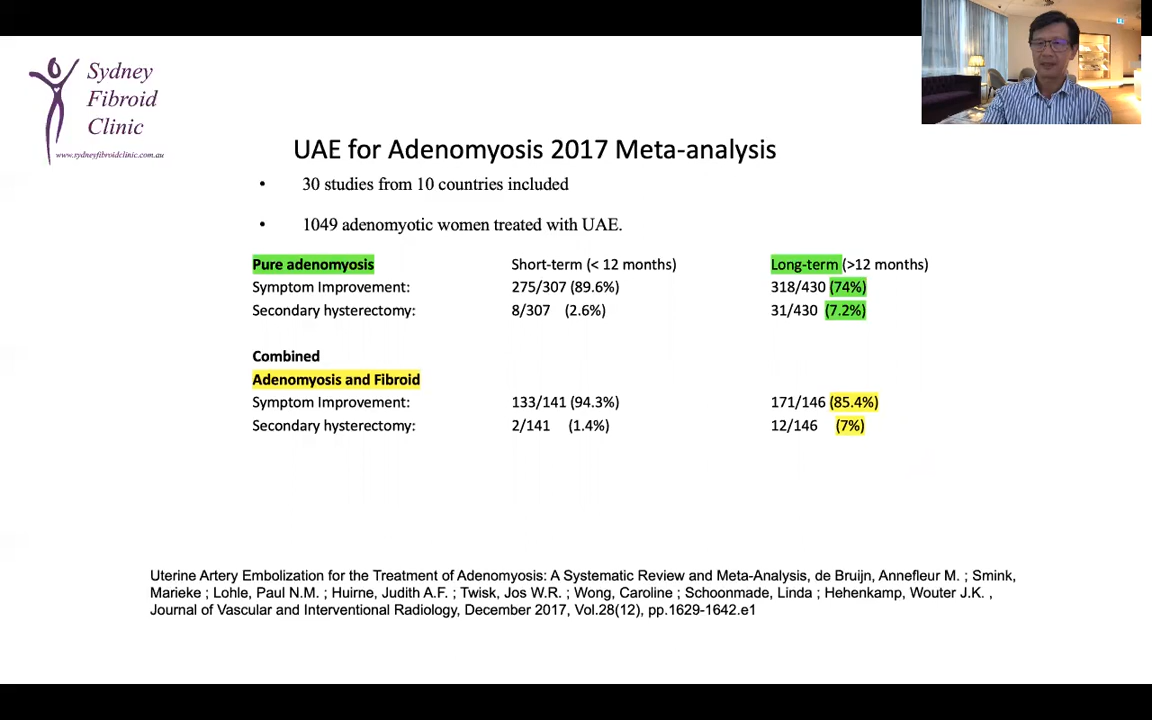 Sydney
Fibroid
Clinic
www.sydneyfibroidclinic.com.au
UAE for Adenomyosis 2017 Meta-analysis
• 30 studies from 10 countries included
• 1049 adenomyotic women treated with UAE.
Pure adenomyosis Short-term (< 12 months) Long-term (>12 months)
Symptom Improvement: 275/307 (89.6%) 318/430 (74%)
Secondary hysterectomy: 8/307 (2.6%) 31/430 (7.2%)
Combined
Adenomyosis and Fibroid
Symptom Improvement: 133/141 (94.3%) 171/146 (85.4%)
Secondary hysterectomy: 2/141 (1.4%) 12/146 (7%)
Uterine Artery Embolization for the Treatment of Adenomyosis: A Systematic Review and Meta-Analysis, de Bruijn, Annefleur M. ; Smink,
Marieke ; Lohle, Paul N.M. ; Huirne, Judith A.F. ; Twisk, Jos W.R. ; Wong, Caroline ; Schoonmade, Linda ; Hehenkamp, Wouter J.K. ,
Journal of Vascular and Interventional Radiology, December 2017, Vol.28(12), pp.1629-1642.e1